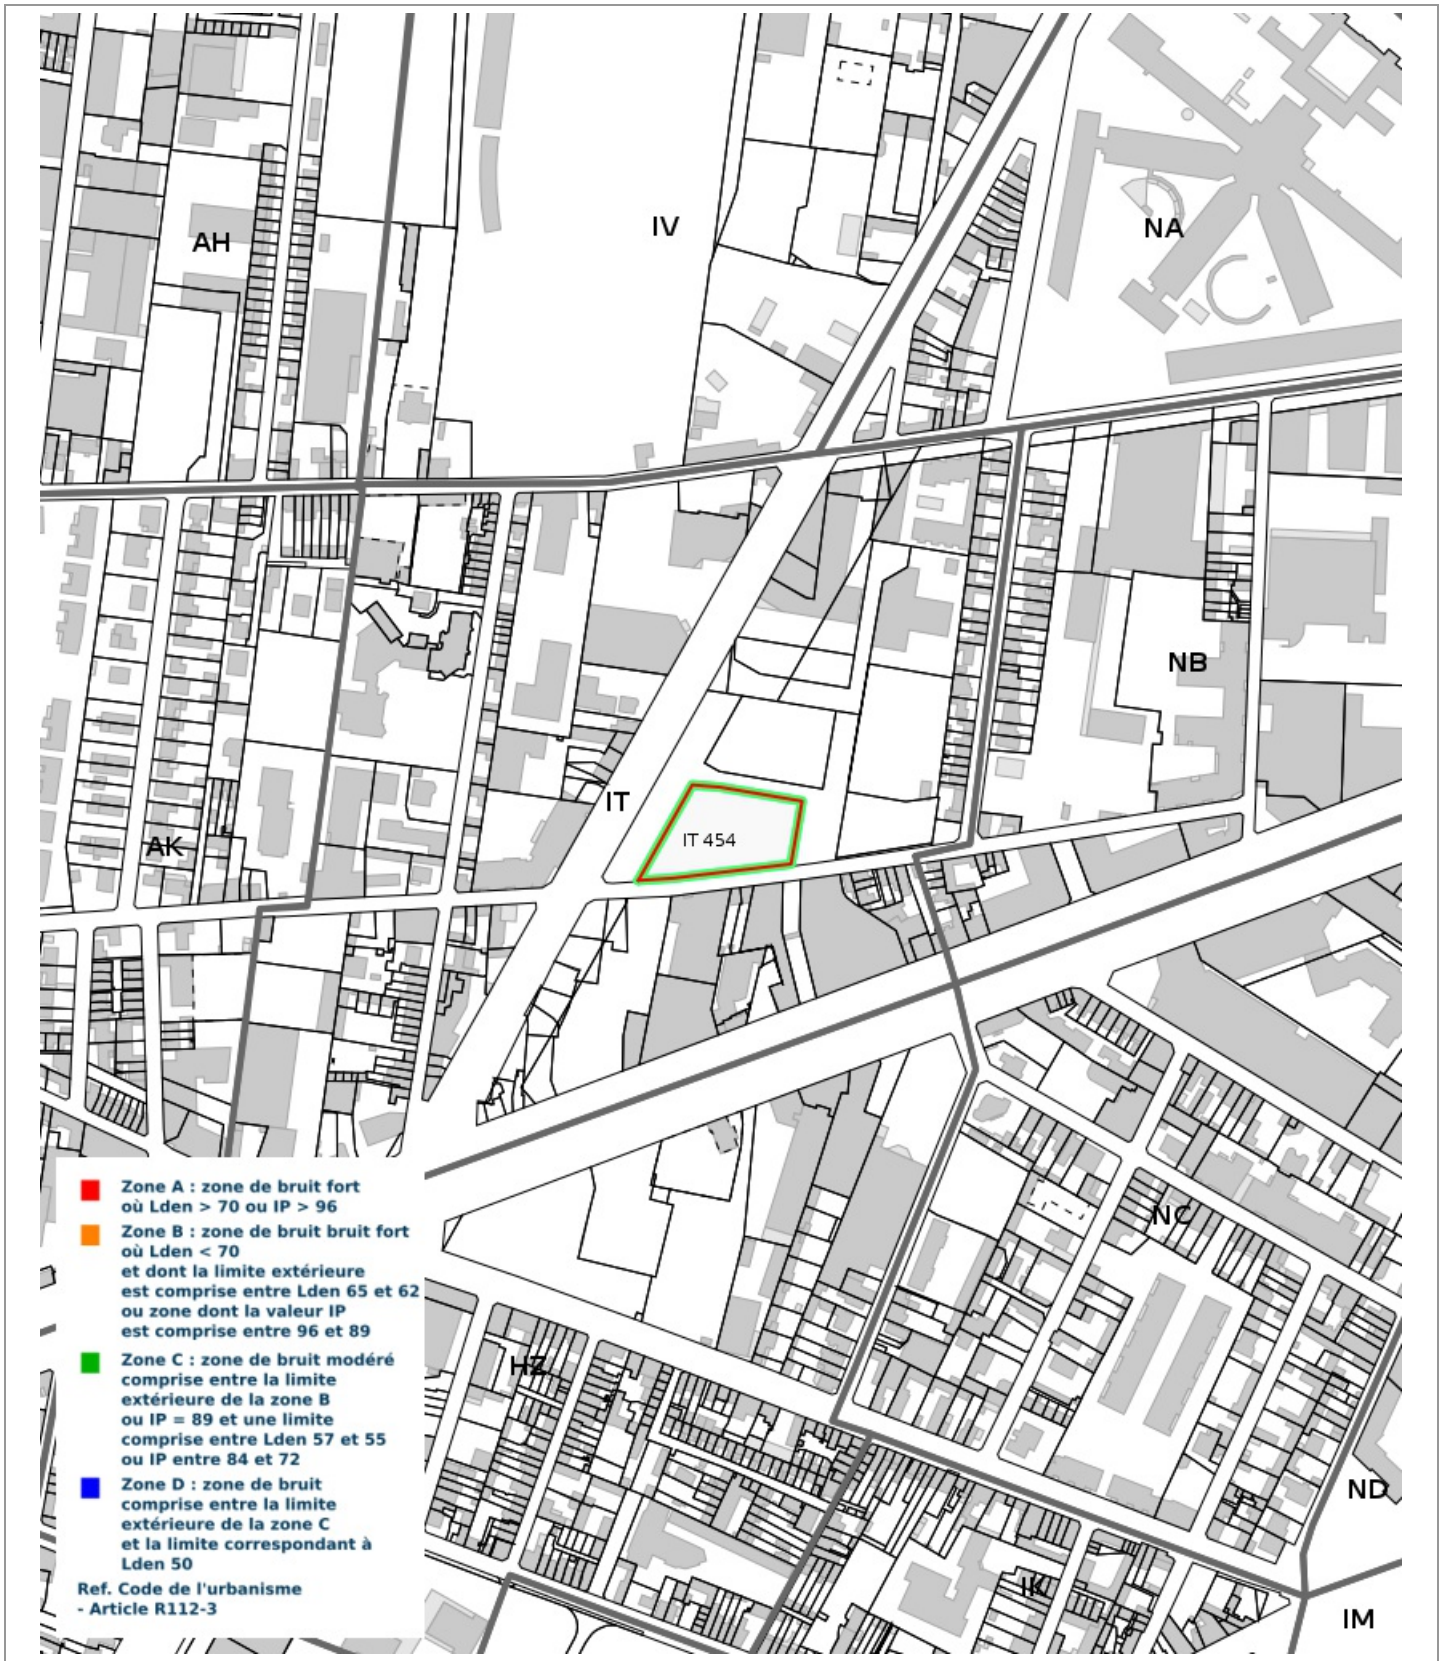 IV
NA
AH
NB
IT
IT 454
AK
NC
Zone A : zone de bruit fort
où Lden > 70 ou IP > 96
Zone B : zone de bruit bruit fort
où Lden < 70
et dont la limite extérieure
est comprise entre Lden 65 et 62
ou zone dont la valeur IP
est comprise entre 96 et 89
Zone C : zone de bruit modéré
comprise entre la limite
extérieure de la zone B
ou IP = 89 et une limite
comprise entre Lden 57 et 55
ou IP entre 84 et 72
Zone D : zone de bruit
comprise entre la limite
extérieure de la zone C
et la limite correspondant à
Lden 50
Ref. Code de l'urbanisme
- Article R112-3
HZ
ND
IK
IM